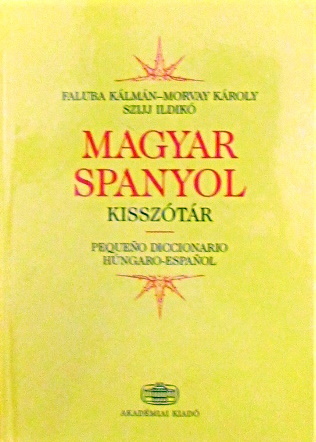 FALUBA KÁLMÁN–MORVAY KÁROLY
SZIJJ ILDIKÓ
MAGYAR
SPANYOL
KISSZÓTÁR
PEQUEÑO DICCIONARIO
HÚNGARO-ESPAÑOL
AKADÉMIAI KIADÓ